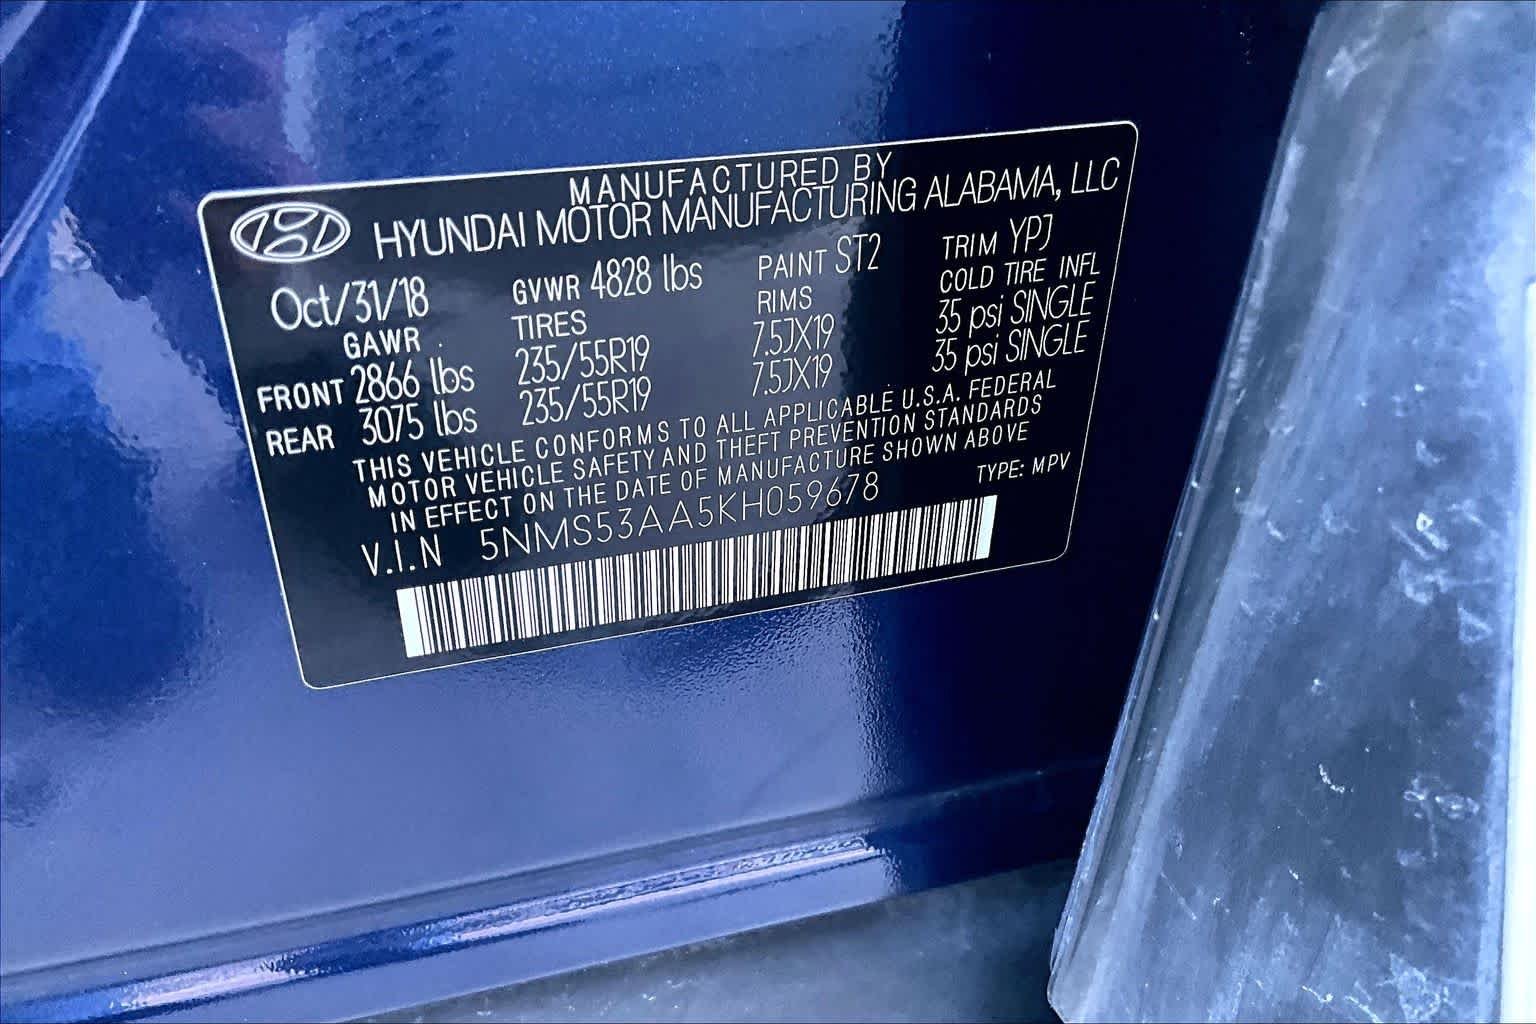 MANUFACTURED BY
HYUNDAI MOTOR MANUFACTURING ALABAMA, LLC
Oct/31/18 GVWR 4828 lbs PAINT ST2 TRIM YPJ
GAWR TIRES RIMS COLD TIRE INFL
FRONT 2866 lbs 235/55R19 7.5JX19 35 psi SINGLE
REAR 3075 lbs 235/55R19 7.5JX19 35 psi SINGLE
THIS VEHICLE CONFORMS TO ALL APPLICABLE U.S.A. FEDERAL
MOTOR VEHICLE SAFETY AND THEFT PREVENTION STANDARDS
IN EFFECT ON THE DATE OF MANUFACTURE SHOWN ABOVE
V.I.N 5NMS53AA5KH059678 TYPE: MPV